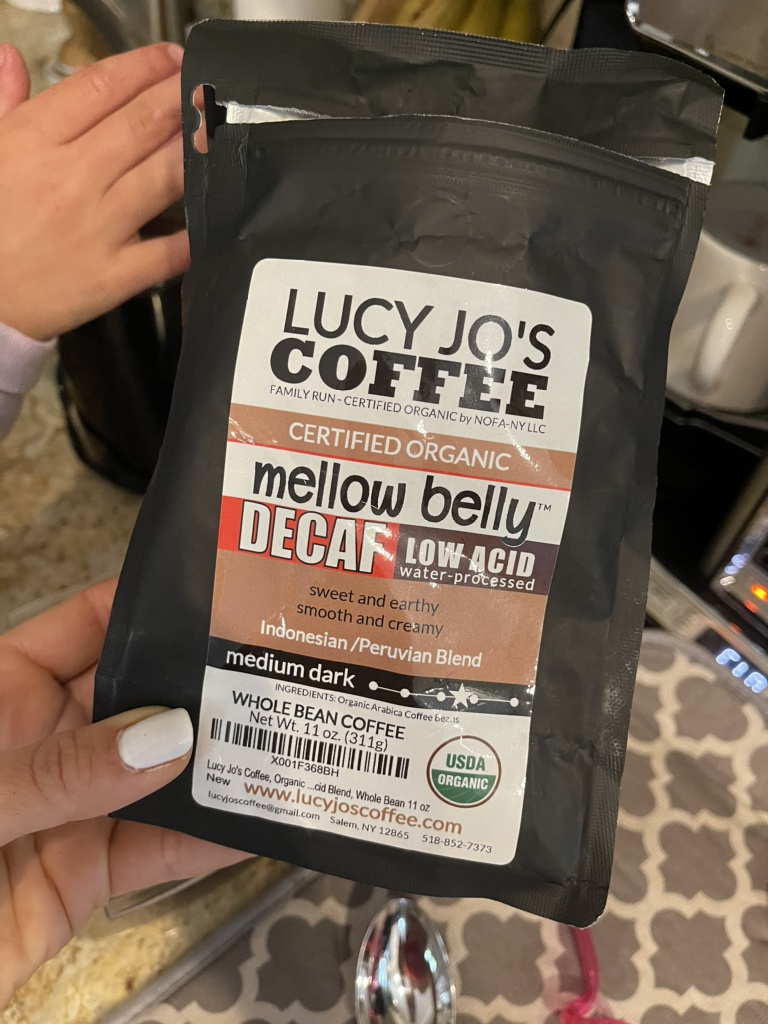 LUCY JO'S
COFFEE
FAMILY RUN - CERTIFIED ORGANIC by NOFA-NY LLC
CERTIFIED ORGANIC
mellow belly™
DECAF LOW ACID
water-processed
sweet and earthy
smooth and creamy
Indonesian /Peruvian Blend
medium dark
INGREDIENTS: Organic Arabica Coffee Beans
WHOLE BEAN COFFEE
Net Wt. 11 oz. (311g)
X001F368BH
USDA
ORGANIC
Lucy Jo's Coffee, Organic ...cid Blend, Whole Bean 11 oz
New
www.lucyjoscoffee.com
lucyjoscoffee@gmail.com Salem, NY 12865 518-852-7373